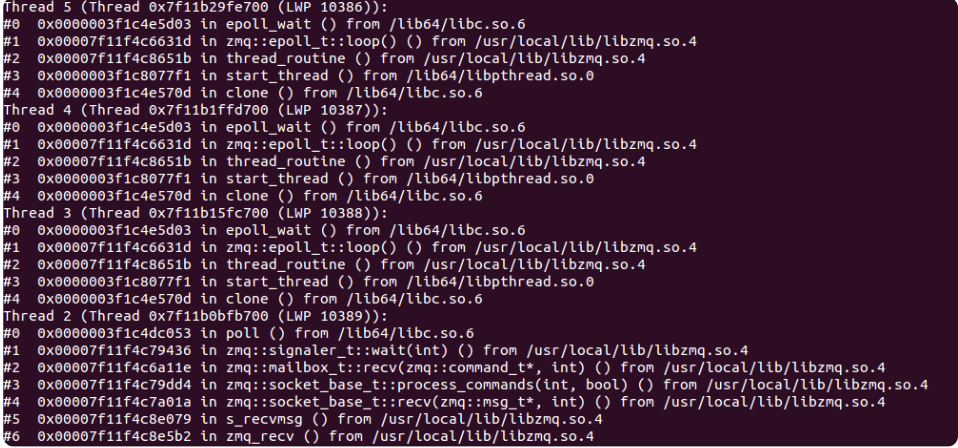 Thread 5 (Thread 0x7f11b29fe700 (LWP 10386)):
#0  0x0000003f1c4e5d03 in epoll_wait () from /lib64/libc.so.6
#1  0x00007f11f4c6631d in zmq::epoll_t::loop() () from /usr/local/lib/libzmq.so.4
#2  0x00007f11f4c8651b in thread_routine () from /usr/local/lib/libzmq.so.4
#3  0x0000003f1c8077f1 in start_thread () from /lib64/libpthread.so.0
#4  0x0000003f1c4e570d in clone () from /lib64/libc.so.6
Thread 4 (Thread 0x7f11b1ffd700 (LWP 10387)):
#0  0x0000003f1c4e5d03 in epoll_wait () from /lib64/libc.so.6
#1  0x00007f11f4c6631d in zmq::epoll_t::loop() () from /usr/local/lib/libzmq.so.4
#2  0x00007f11f4c8651b in thread_routine () from /usr/local/lib/libzmq.so.4
#3  0x0000003f1c8077f1 in start_thread () from /lib64/libpthread.so.0
#4  0x0000003f1c4e570d in clone () from /lib64/libc.so.6
Thread 3 (Thread 0x7f11b15fc700 (LWP 10388)):
#0  0x0000003f1c4e5d03 in epoll_wait () from /lib64/libc.so.6
#1  0x00007f11f4c6631d in zmq::epoll_t::loop() () from /usr/local/lib/libzmq.so.4
#2  0x00007f11f4c8651b in thread_routine () from /usr/local/lib/libzmq.so.4
#3  0x0000003f1c8077f1 in start_thread () from /lib64/libpthread.so.0
#4  0x0000003f1c4e570d in clone () from /lib64/libc.so.6
Thread 2 (Thread 0x7f11b0bfb700 (LWP 10389)):
#0  0x0000003f1c4dc053 in poll () from /lib64/libc.so.6
#1  0x00007f11f4c79436 in zmq::signaler_t::wait(int) () from /usr/local/lib/libzmq.so.4
#2  0x00007f11f4c6a11e in zmq::mailbox_t::recv(zmq::command_t*, int) () from /usr/local/lib/libzmq.so.4
#3  0x00007f11f4c79dd4 in zmq::socket_base_t::process_commands(int, bool) () from /usr/local/lib/libzmq.so.4
#4  0x00007f11f4c7a01a in zmq::socket_base_t::recv(zmq::msg_t*, int) () from /usr/local/lib/libzmq.so.4
#5  0x00007f11f4c8e079 in s_recvmsg () from /usr/local/lib/libzmq.so.4
#6  0x00007f11f4c8e5b2 in zmq_recv () from /usr/local/lib/libzmq.so.4